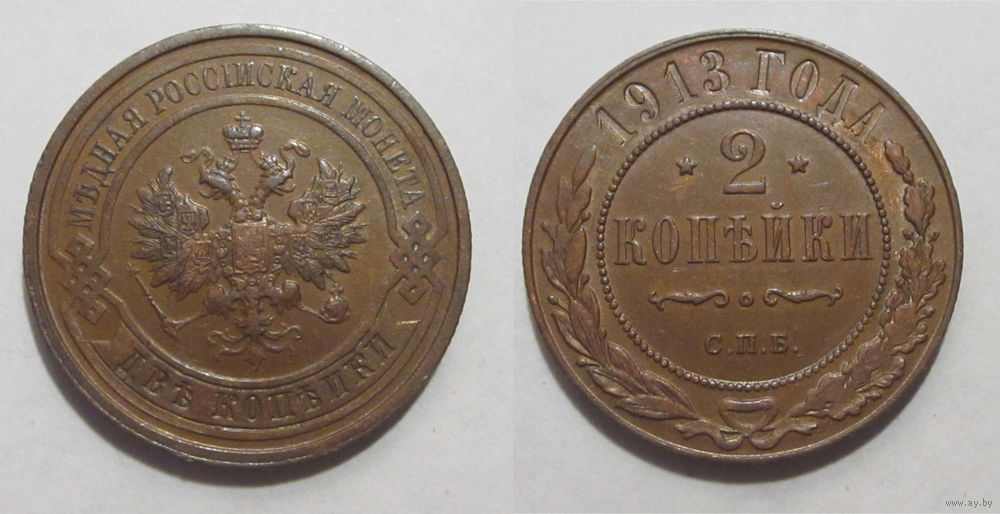 МѢДНАЯ РОССІЙСКАЯ МОНЕТА
ДВѢ КОПѢЙКИ
1913 ГОДА
2
КОПѢЙКИ
С.П.Б.
www.ay.by